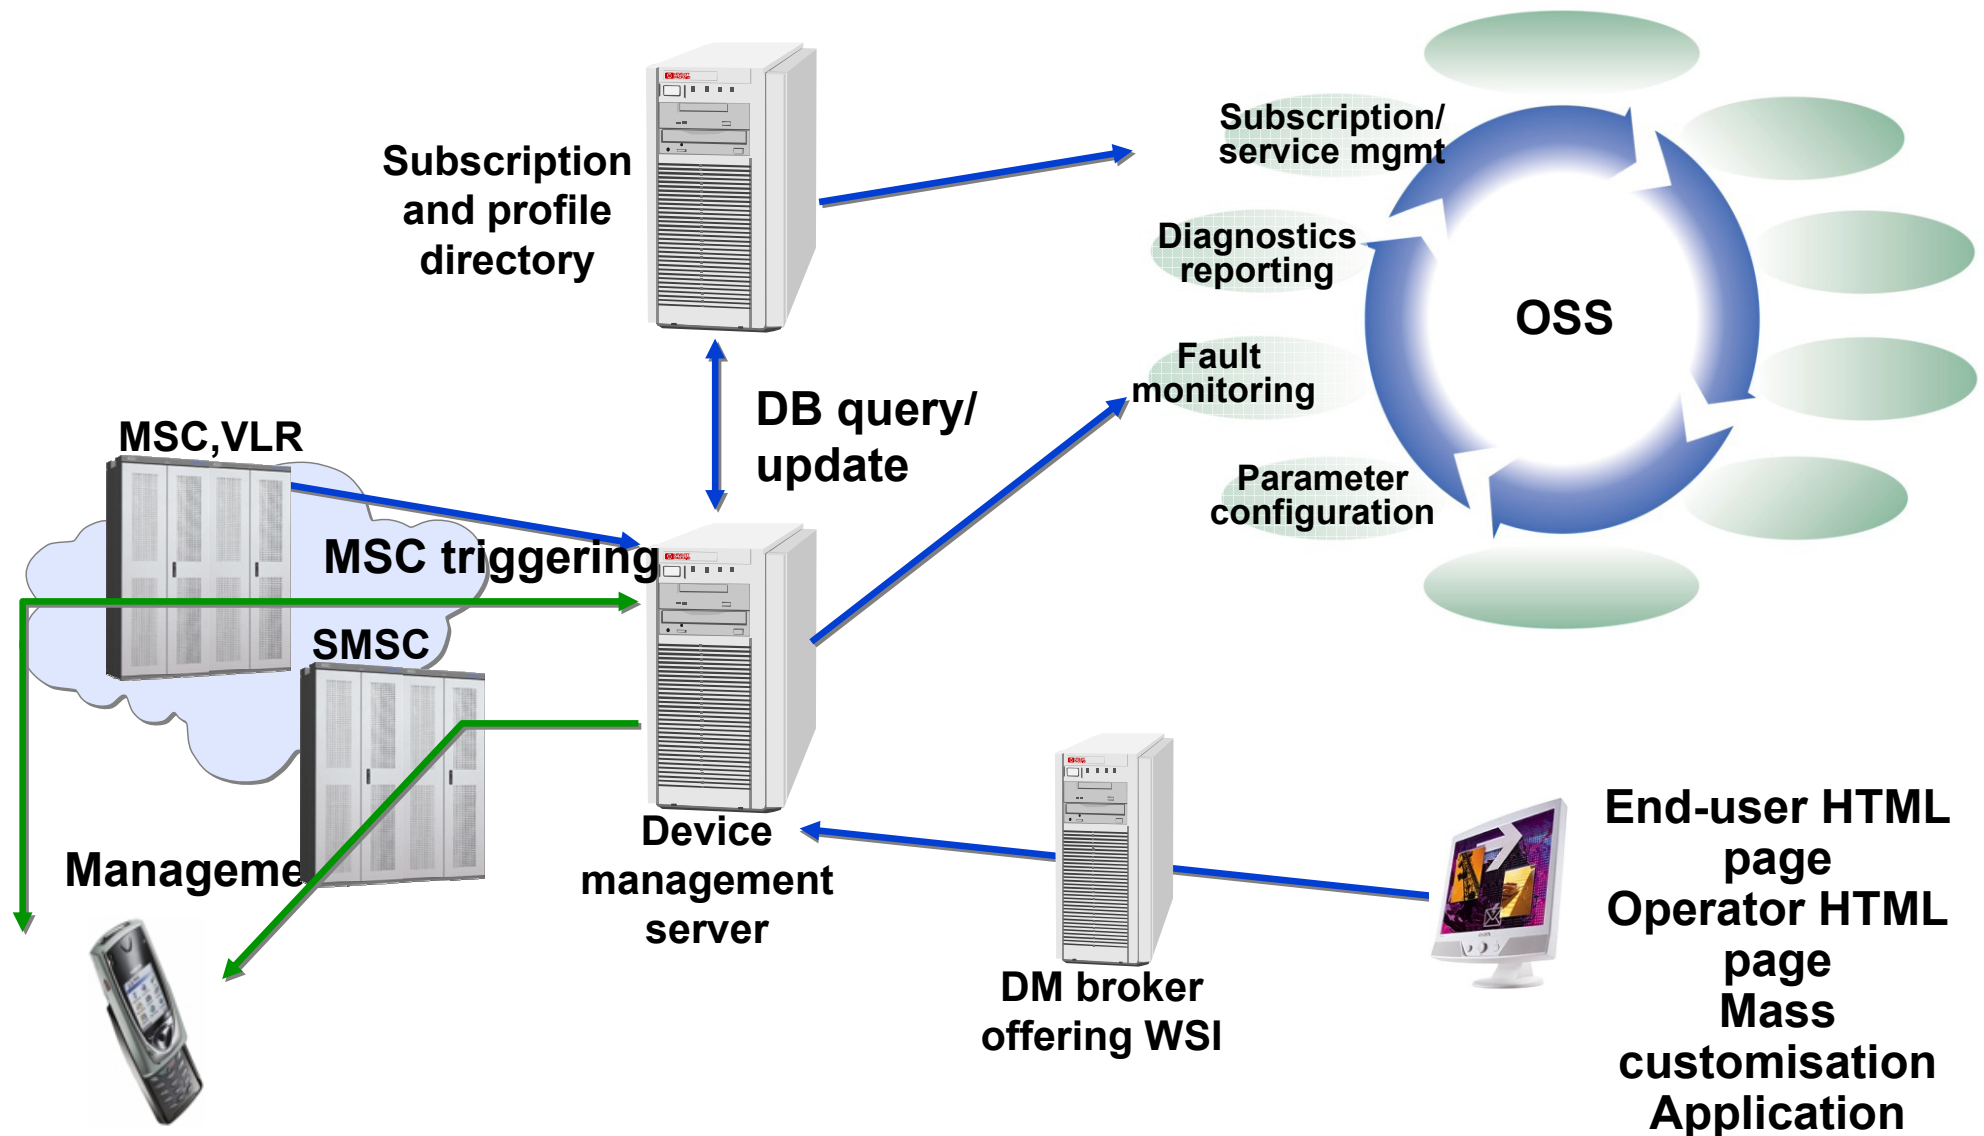 Subscription
and profile
directory
Subscription/
service mgmt
Diagnostics
reporting
OSS
Fault
monitoring
Parameter
configuration
DB query/
update
MSC,VLR
MSC triggering
SMSC
Manageme
Device
management
server
DM broker
offering WSI
End-user HTML
page
Operator HTML
page
Mass
customisation
Application